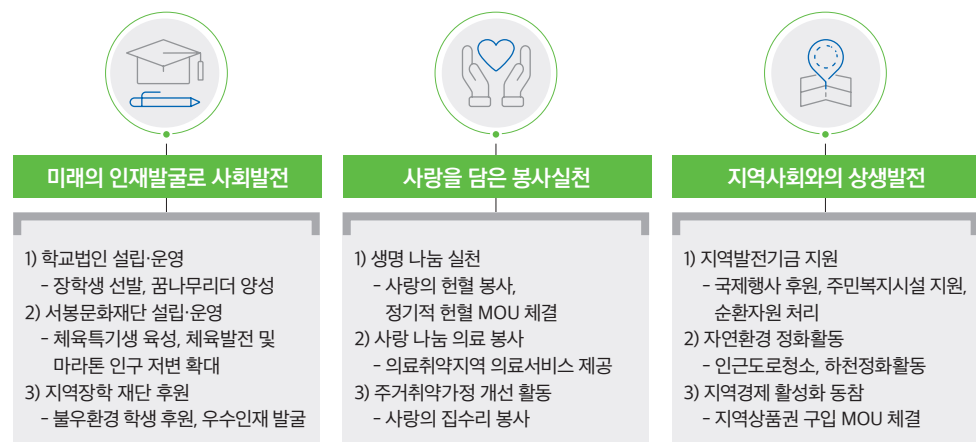 미래의 인재발굴로 사회발전
1) 학교법인 설립·운영
- 장학생 선발, 꿈나무리더 양성
2) 서봉문화재단 설립·운영
- 체육특기생 육성, 체육발전 및
마라톤 인구 저변 확대
3) 지역장학 재단 후원
- 불우환경 학생 후원, 우수인재 발굴
사랑을 담은 봉사실천
1) 생명 나눔 실천
- 사랑의 헌혈 봉사,
정기적 헌혈 MOU 체결
2) 사랑 나눔 의료 봉사
- 의료취약지역 의료서비스 제공
3) 주거취약가정 개선 활동
- 사랑의 집수리 봉사
지역사회와의 상생발전
1) 지역발전기금 지원
- 국제행사 후원, 주민복지시설 지원,
순환자원 처리
2) 자연환경 정화활동
- 인근도로청소, 하천정화활동
3) 지역경제 활성화 동참
- 지역상품권 구입 MOU 체결